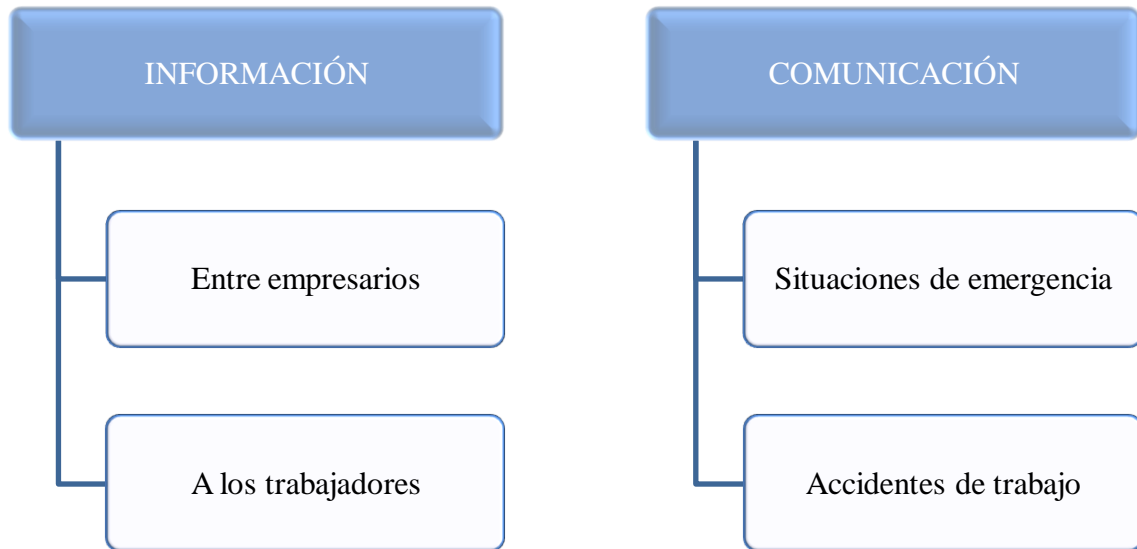 INFORMACIÓN
Entre empresarios
A los trabajadores
COMUNICACIÓN
Situaciones de emergencia
Accidentes de trabajo